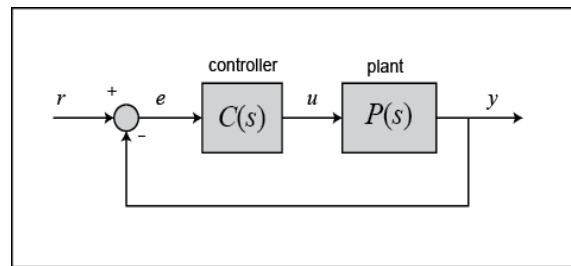 controller plant
r + e C(s) u P(s) y
-